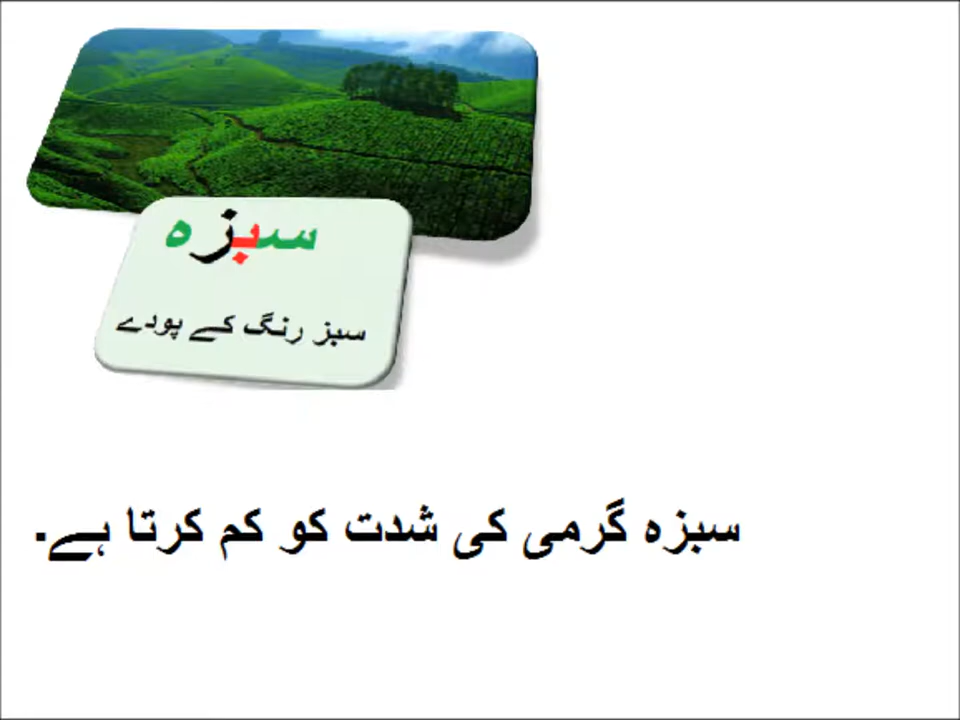 سبزہ
سبز رنگ کے پودے
سبزہ گرمی کی شدت کو کم کرتا ہے۔